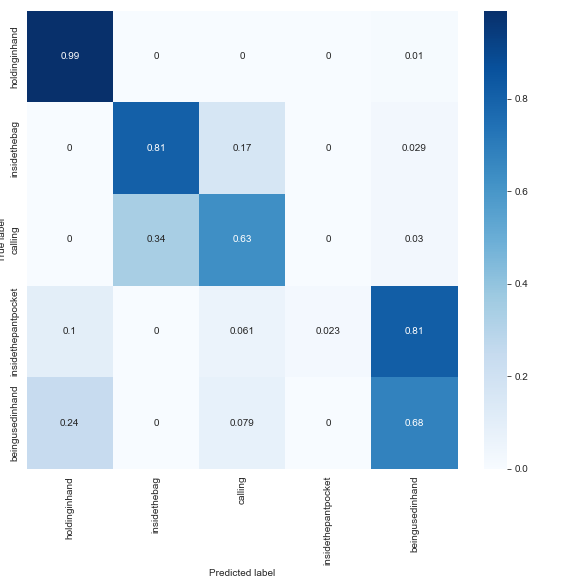 holdinginhand 0.99 0 0 0 0.01
insidethebag 0 0.81 0.17 0 0.029
calling 0 0.34 0.63 0 0.03
insidethepantpocket 0.1 0 0.061 0.023 0.81
beingusedinhand 0.24 0 0.079 0 0.68
True label
holdinginhand insidethebag calling insidethepantpocket beingusedinhand
Predicted label
0.8
0.6
0.4
0.2
0.0